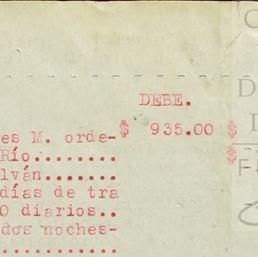 DEBE.
es M. orde- $ 935.00 $
Río....... $
lván.......
días de tra
0 diarios..
dos noches-